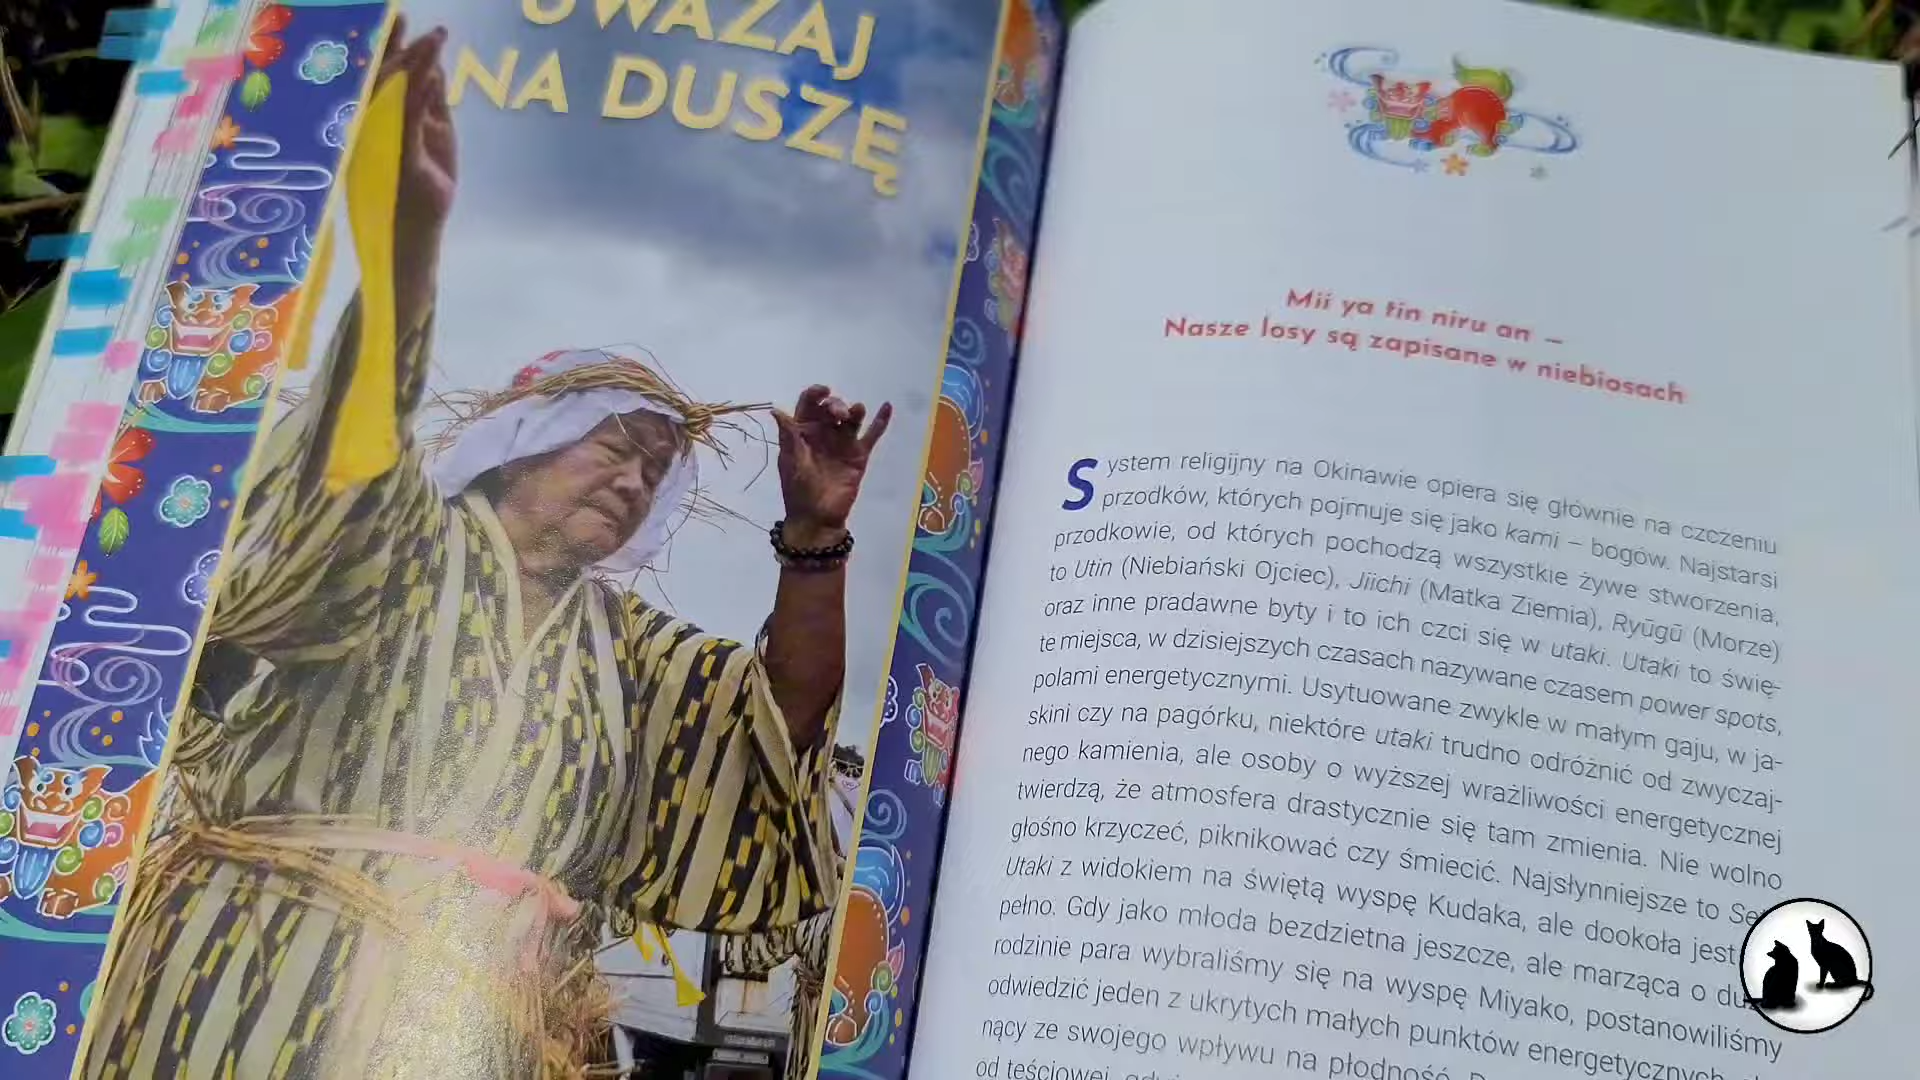 UWAŻAJ
NA DUSZĘ
Mii ya tin niru an –
Nasze losy są zapisane w niebiosach
System religijny na Okinawie opiera się głównie na czczeniu
przodków, których pojmuje się jako kami – bogów. Najstarsi
przodkowie, od których pochodzą wszystkie żywe stworzenia,
to Utin (Niebiański Ojciec), Jiichi (Matka Ziemia), Ryūgū (Morze)
oraz inne pradawne byty i to ich czci się w utaki. Utaki to świę-
te miejsca, w dzisiejszych czasach nazywane czasem power spots,
polami energetycznymi. Usytuowane zwykle w małym gaju, w ja-
skini czy na pagórku, niektóre utaki trudno odróżnić od zwyczaj-
nego kamienia, ale osoby o wyższej wrażliwości energetycznej
twierdzą, że atmosfera drastycznie się tam zmienia. Nie wolno
głośno krzyczeć, piknikować czy śmiecić. Najsłynniejsze to
Utaki z widokiem na świętą wyspę Kudaka, ale dookoła jest
pełno. Gdy jako młoda bezdzietna jeszcze, ale marząca o
rodzinie para wybraliśmy się na wyspę Miyako, postanowiliśmy
odwiedzić jeden z ukrytych małych punktów energetycznych
nący ze swojego wpływu na płodność.
od teściowej